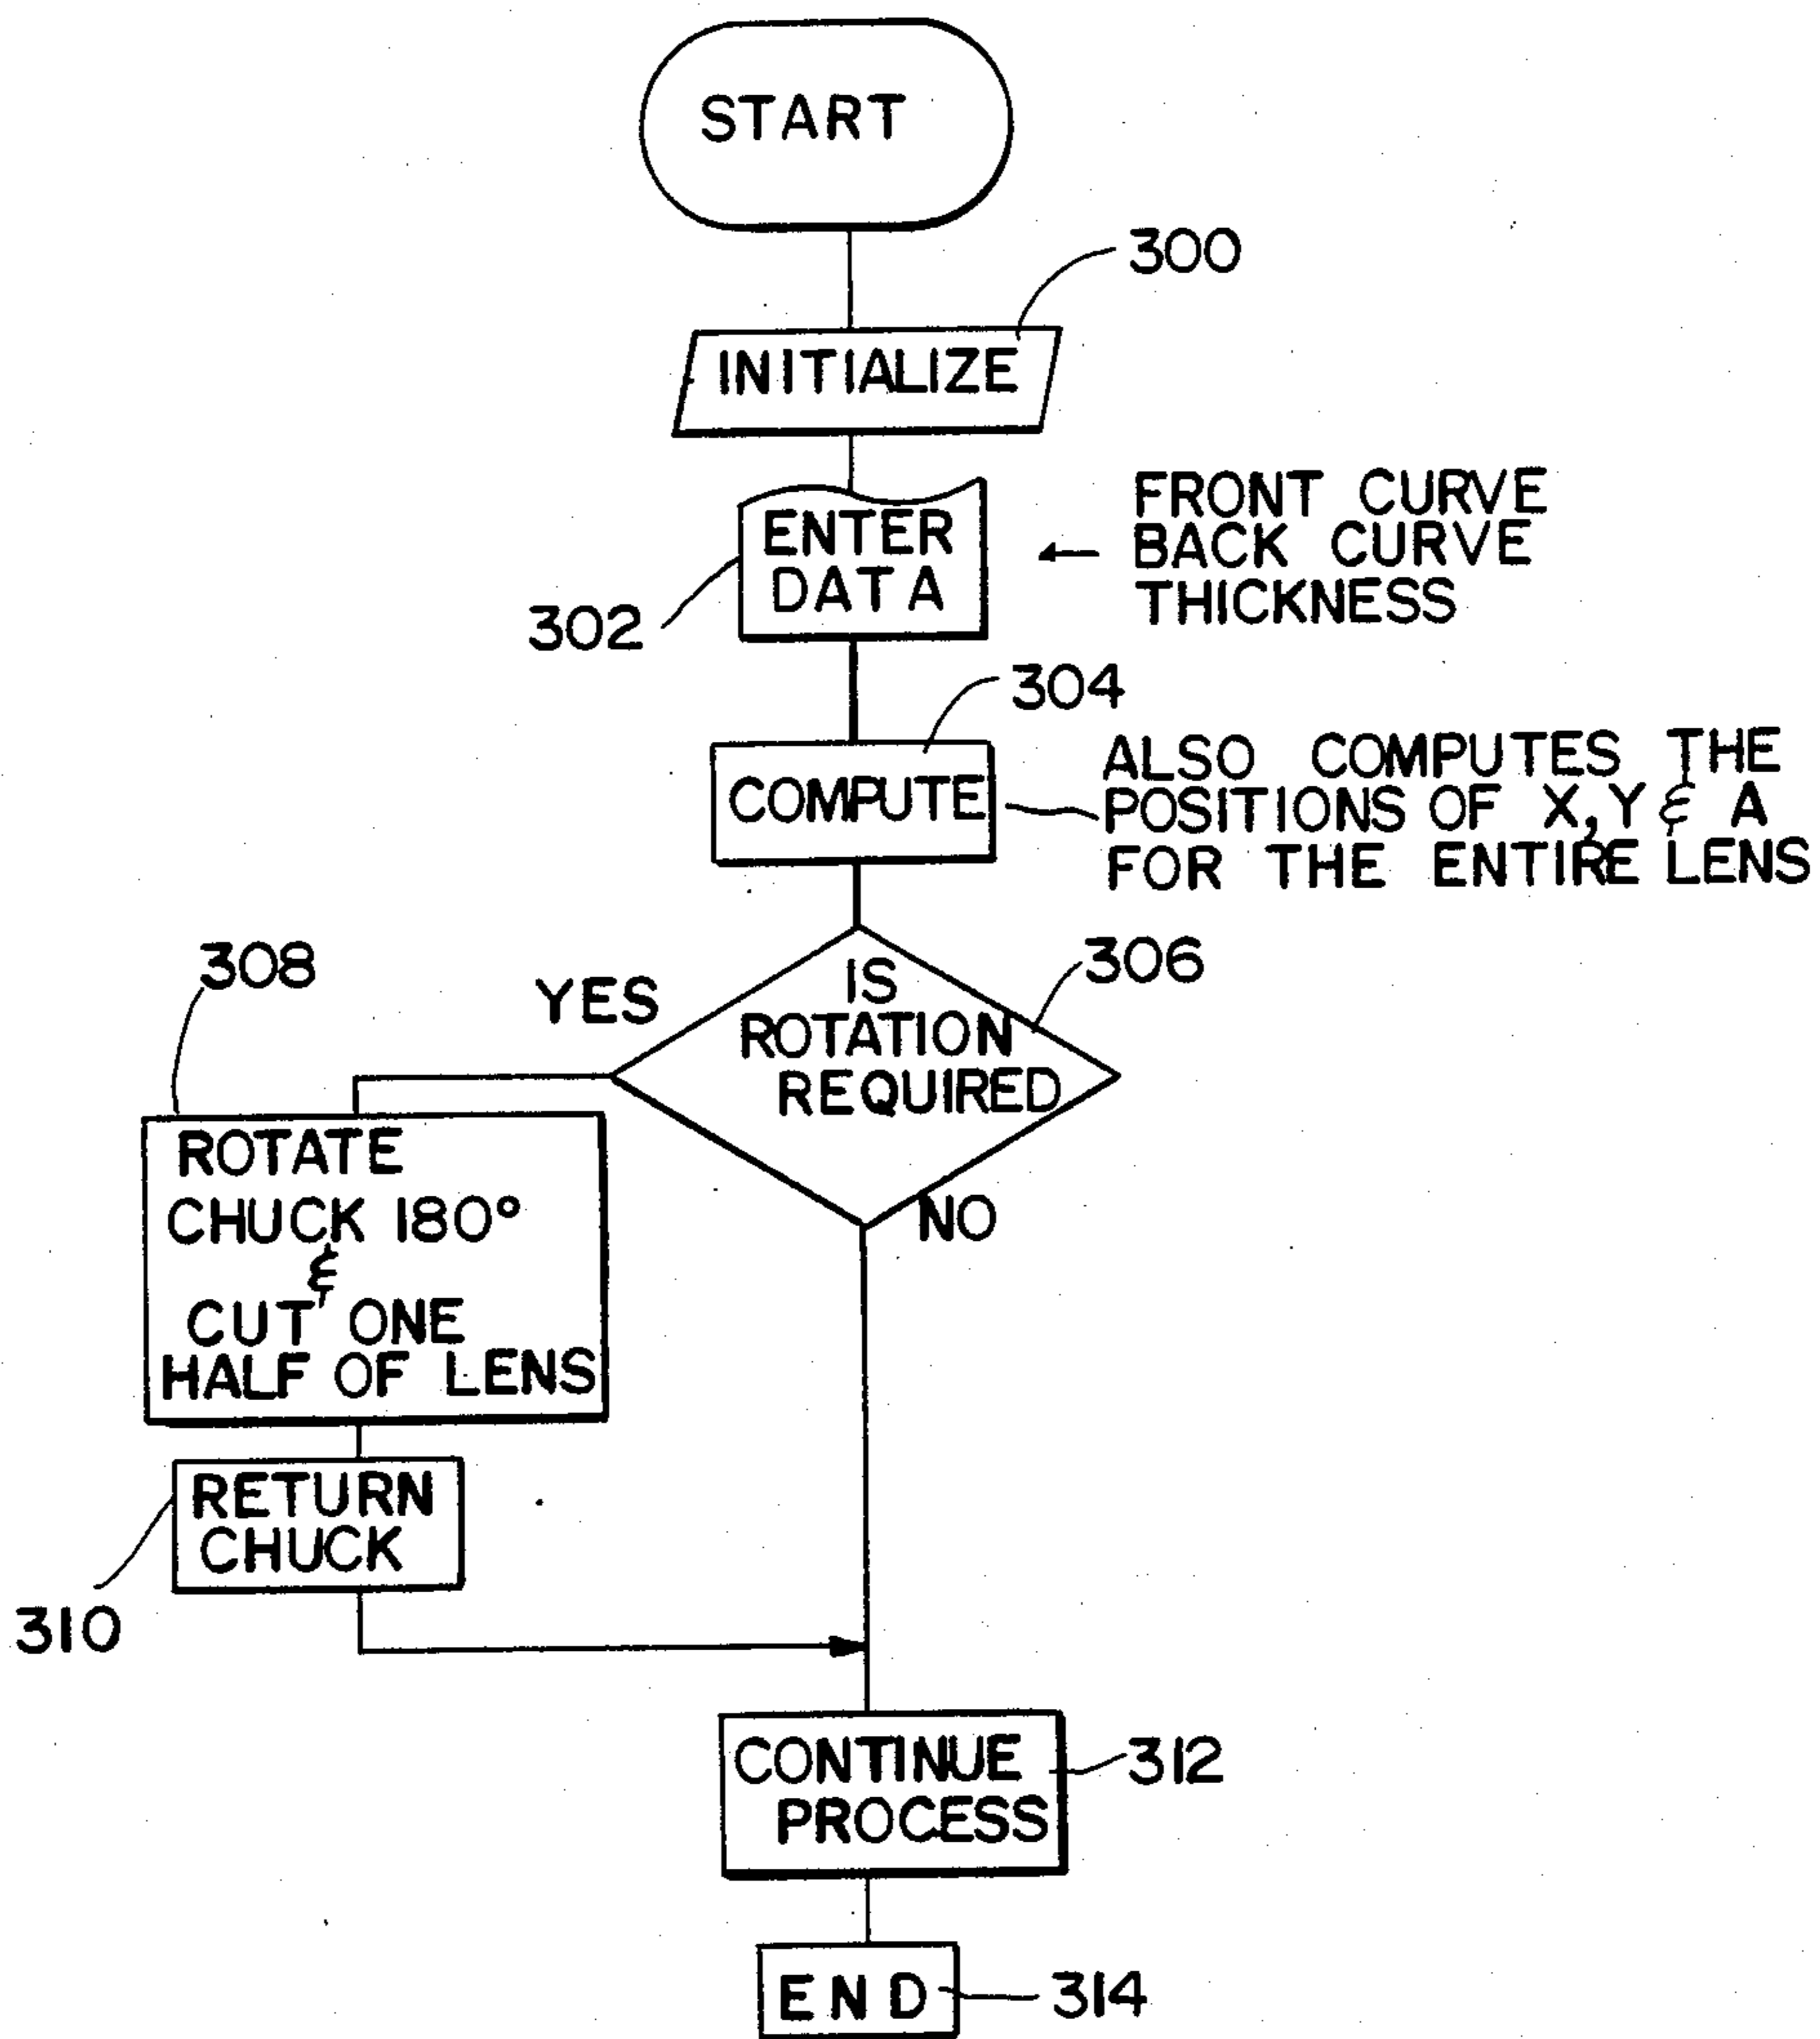 START
300
INITIALIZE
ENTER
DATA
FRONT CURVE
BACK CURVE
THICKNESS
302
304
COMPUTE
ALSO COMPUTES THE
POSITIONS OF X,Y & A
FOR THE ENTIRE LENS
308
YES
IS
ROTATION
REQUIRED
306
NO
ROTATE
CHUCK 180°
&
CUT ONE
HALF OF LENS
RETURN
CHUCK
310
CONTINUE
PROCESS
312
END
314